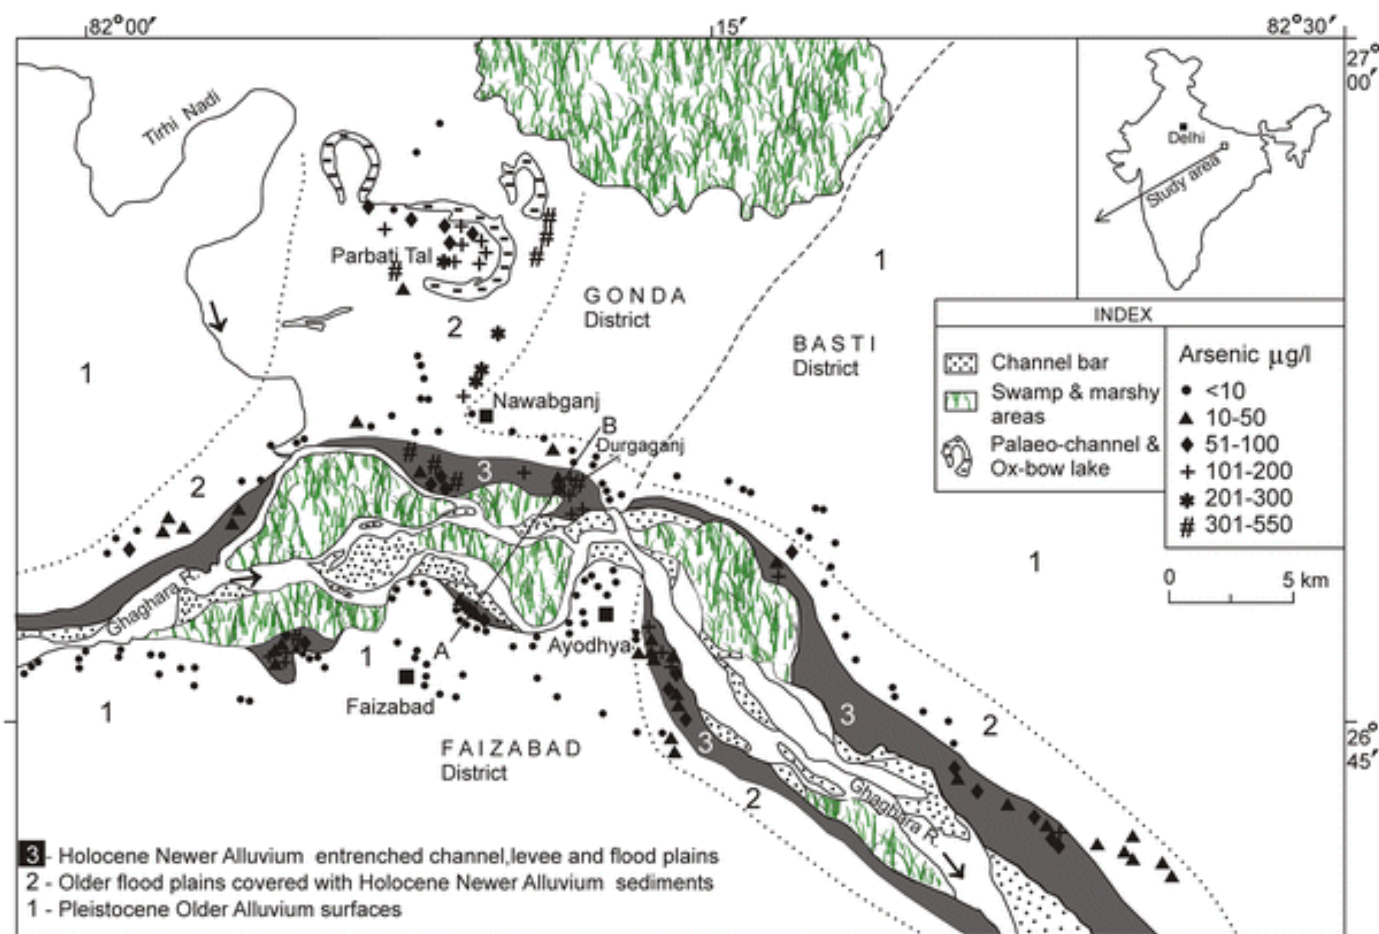 82°00′
15′
82°30′
27°
00′
Tirhi Nadi
Delhi
Study area
Parbati Tal
1
GONDA
District
2
BASTI
District
1
INDEX
Channel bar
Swamp & marshy
areas
Palaeo-channel &
Ox-bow lake
Arsenic µg/l
<10
10-50
51-100
101-200
201-300
301-550
Nawabganj
B
Durgaganj
3
2
1
0 5 km
Ghaghara R.
A
Ayodhya
1
Faizabad
1
3
2
3
26°
45′
FAIZABAD
District
2
Ghaghara R.
3 - Holocene Newer Alluvium entrenched channel,levee and flood plains
2 - Older flood plains covered with Holocene Newer Alluvium sediments
1 - Pleistocene Older Alluvium surfaces